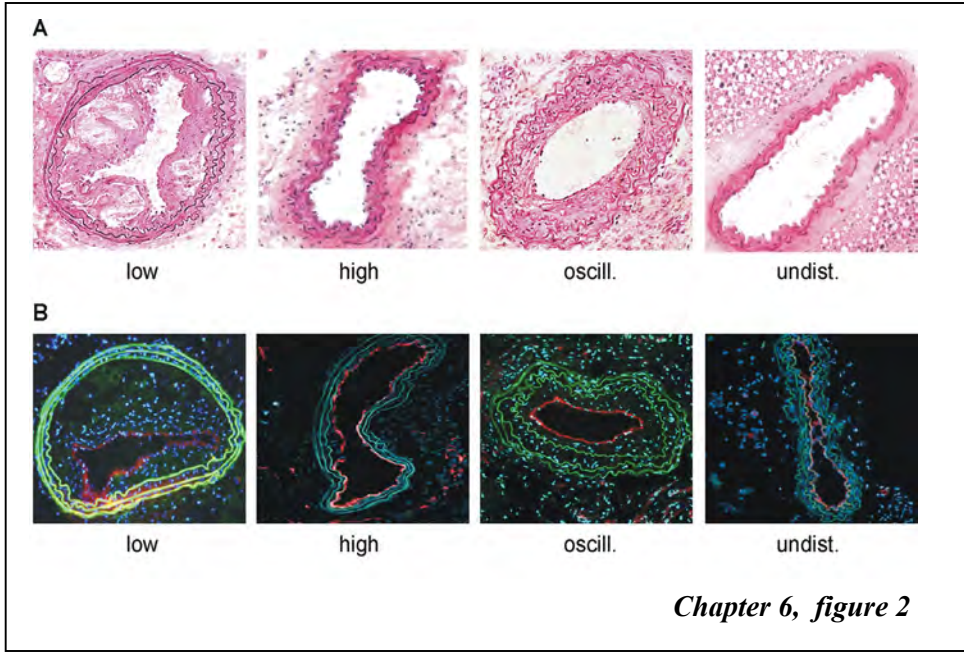 A
low high oscill. undist.
B
low high oscill. undist.
Chapter 6, figure 2